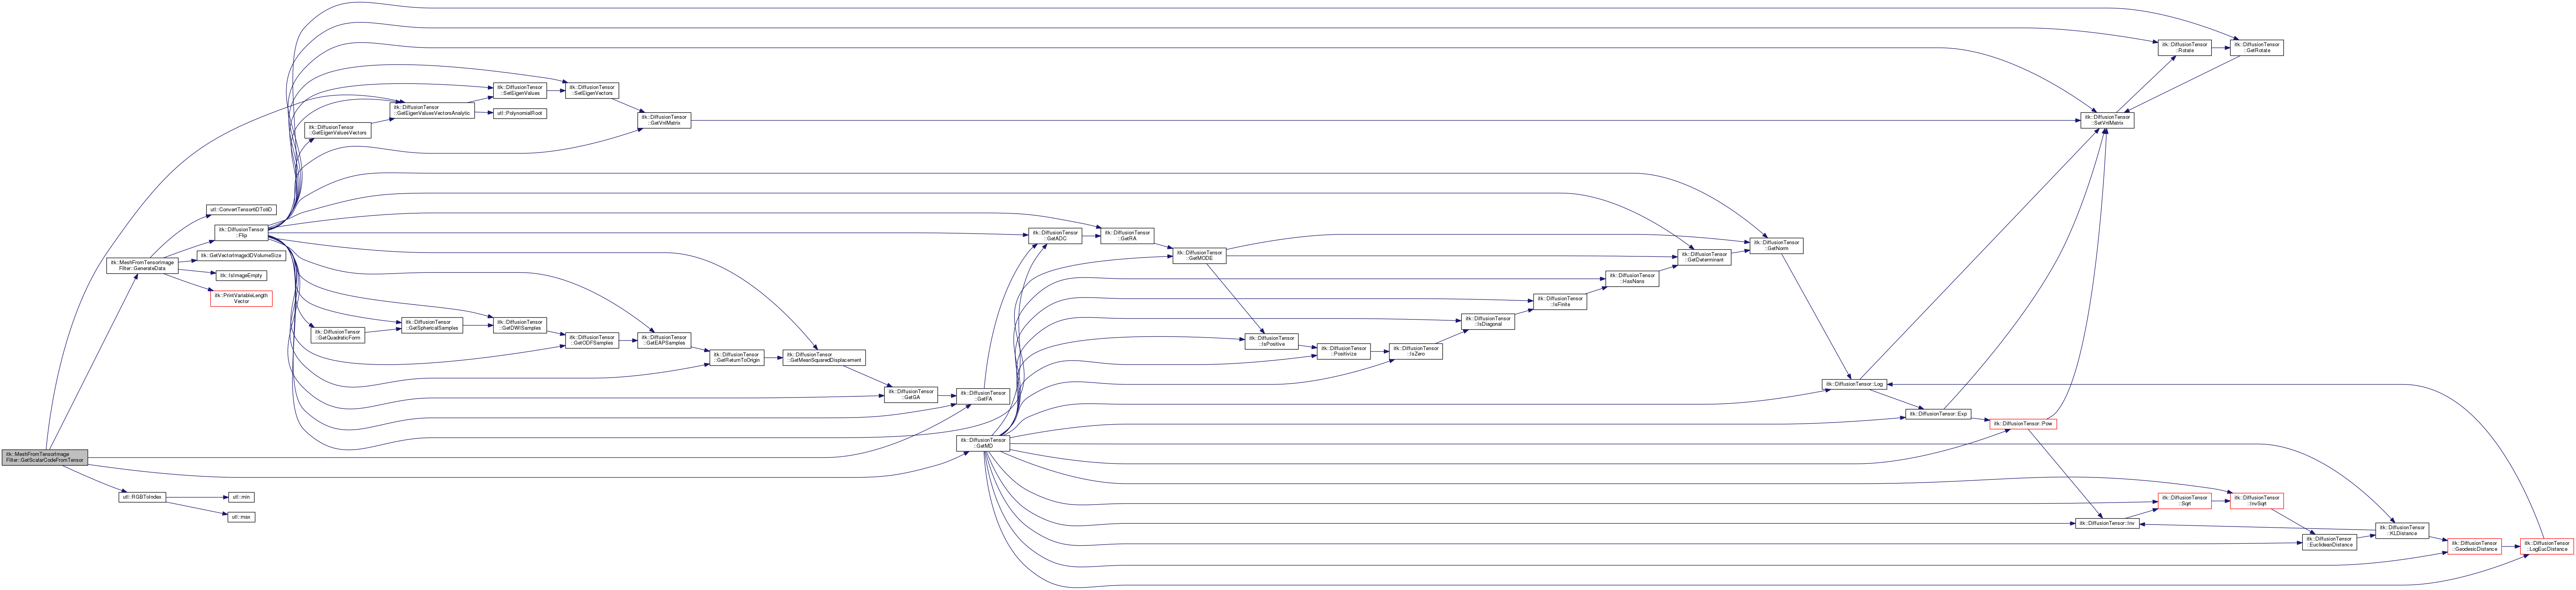 itk::MeshFromTensorImage
Filter::GetScalarCodeFromTensor
itk::MeshFromTensorImage
Filter::GenerateData
utl::ConvertTensor6DTo9D
itk::DiffusionTensor
::Flip
itk::GetVectorImage3DVolumeSize
itk::IsImageEmpty
itk::PrintVariableLength
Vector
utl::RGBToIndex
utl::min
utl::max
itk::DiffusionTensor
::GetEigenValuesVectors
itk::DiffusionTensor
::GetEigenValuesVectorsAnalytic
itk::DiffusionTensor
::SetEigenValues
utl::PolynomialRoot
itk::DiffusionTensor
::SetEigenVectors
itk::DiffusionTensor
::GetVnlMatrix
itk::DiffusionTensor
::GetQuadraticForm
itk::DiffusionTensor
::GetSphericalSamples
itk::DiffusionTensor
::GetDWISamples
itk::DiffusionTensor
::GetODFSamples
itk::DiffusionTensor
::GetEAPSamples
itk::DiffusionTensor
::GetReturnToOrigin
itk::DiffusionTensor
::GetMeanSquaredDisplacement
itk::DiffusionTensor
::GetGA
itk::DiffusionTensor
::GetFA
itk::DiffusionTensor
::GetMD
itk::DiffusionTensor
::GetADC
itk::DiffusionTensor
::GetRA
itk::DiffusionTensor
::GetMODE
itk::DiffusionTensor
::IsPositive
itk::DiffusionTensor
::Positivize
itk::DiffusionTensor
::IsZero
itk::DiffusionTensor
::IsDiagonal
itk::DiffusionTensor
::IsFinite
itk::DiffusionTensor
::HasNans
itk::DiffusionTensor
::GetDeterminant
itk::DiffusionTensor
::GetNorm
itk::DiffusionTensor::Log
itk::DiffusionTensor::Exp
itk::DiffusionTensor::Pow
itk::DiffusionTensor
::SetVnlMatrix
itk::DiffusionTensor
::Rotate
itk::DiffusionTensor
::GetRotate
itk::DiffusionTensor::Inv
itk::DiffusionTensor
::Sqrt
itk::DiffusionTensor
::InvSqrt
itk::DiffusionTensor
::EuclideanDistance
itk::DiffusionTensor
::KLDistance
itk::DiffusionTensor
::GeodesicDistance
itk::DiffusionTensor
::LogEucDistance